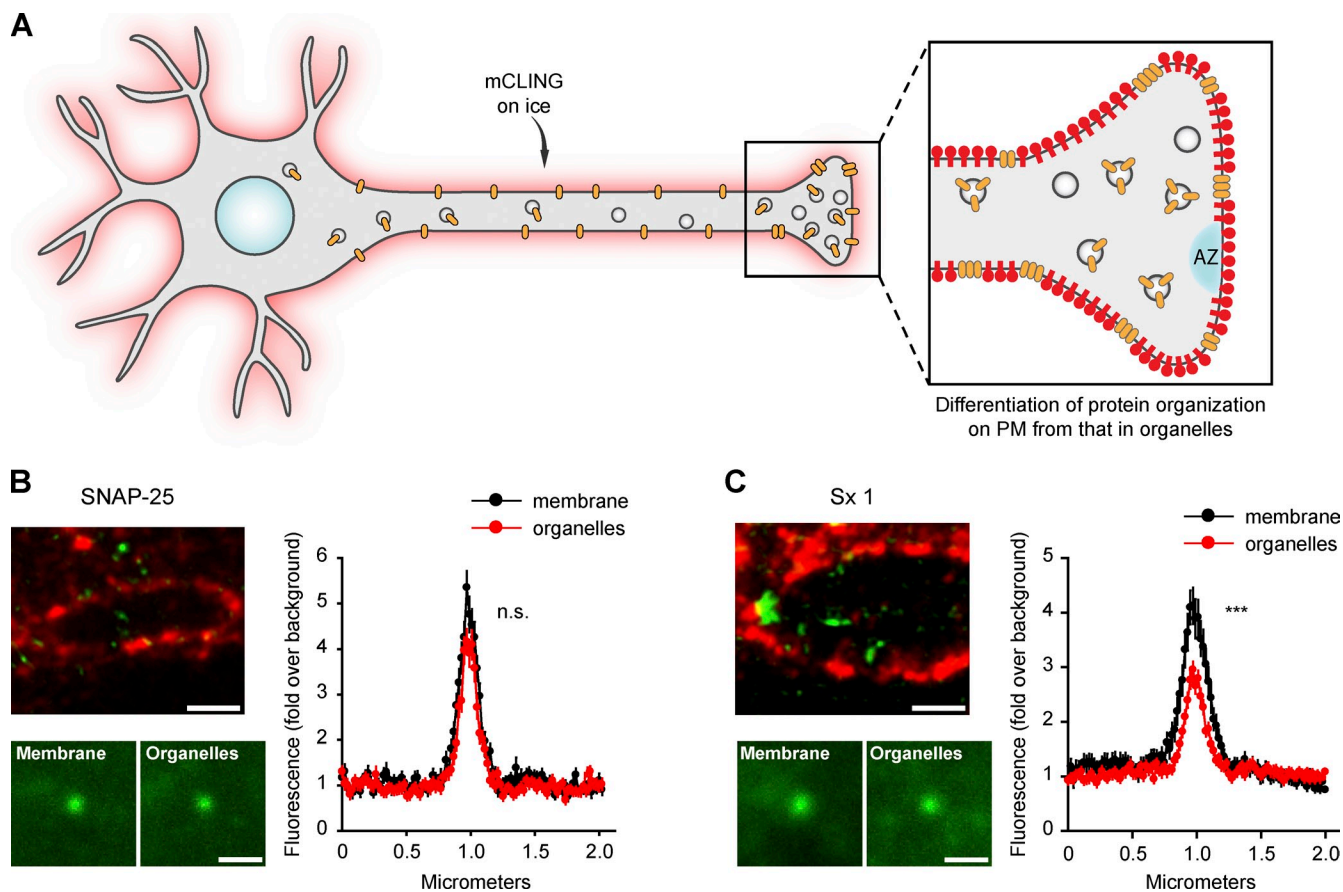 A
mCLING
on ice
AZ
Differentiation of protein organization
on PM from that in organelles
B
SNAP-25
membrane
organelles
Membrane
Organelles
Fluorescence (fold over background)
6
5
4
3
2
1
0
n.s.
0 0.5 1.0 1.5 2.0
Micrometers
C
Sx 1
membrane
organelles
Membrane
Organelles
Fluorescence (fold over background)
5
4
3
2
1
0
***
0 0.5 1.0 1.5 2.0
Micrometers